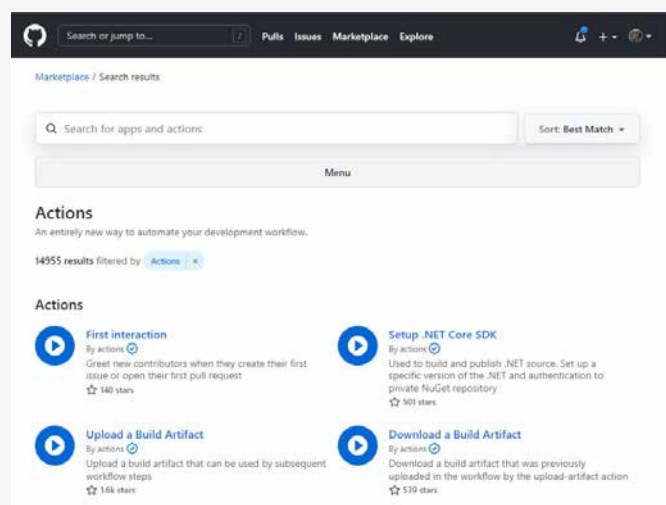 Search or jump to... /
Pulls Issues Marketplace Explore
Marketplace / Search results
Search for apps and actions
Sort: Best Match
Menu
Actions
An entirely new way to automate your development workflow.
14955 results filtered by Actions ×
Actions
First interaction
By actions
Greet new contributors when they create their first
issue or open their first pull request
140 stars
Setup .NET Core SDK
By actions
Used to build and publish .NET source. Set up a
specific version of the .NET and authentication to
private NuGet repository
501 stars
Upload a Build Artifact
By actions
Upload a build artifact that can be used by subsequent
workflow steps
1.6k stars
Download a Build Artifact
By actions
Download a build artifact that was previously
uploaded in the workflow by the upload-artifact action
539 stars